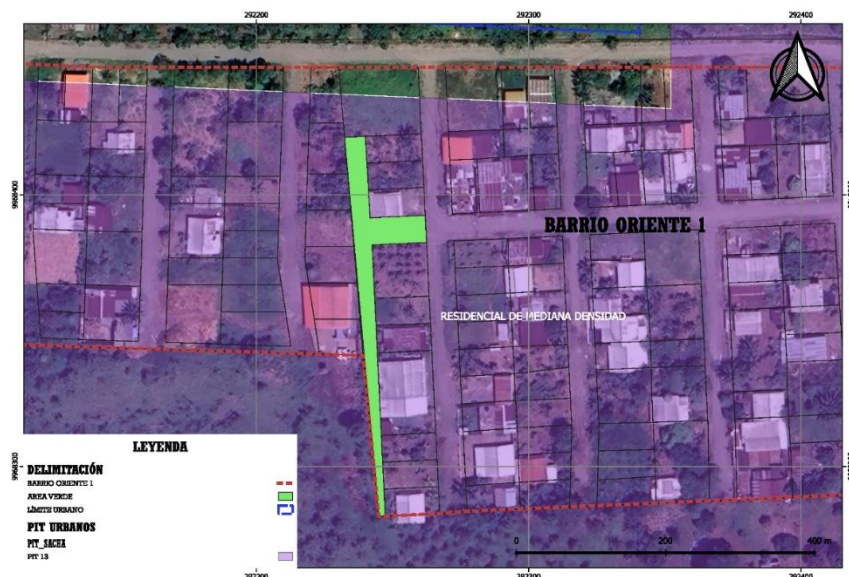 292200 292300 292400
9968400
BARRIO ORIENTE 1
RESIDENCIAL DE MEDIANA DENSIDAD
LEYENDA
DELIMITACIÓN
BARRIO ORIENTE 1
AREA VERDE
LÍMITE URBANO
PIT URBANOS
PIT_SACHA
PIT 13
9968300
0 200 400 m
292200 292300 292400